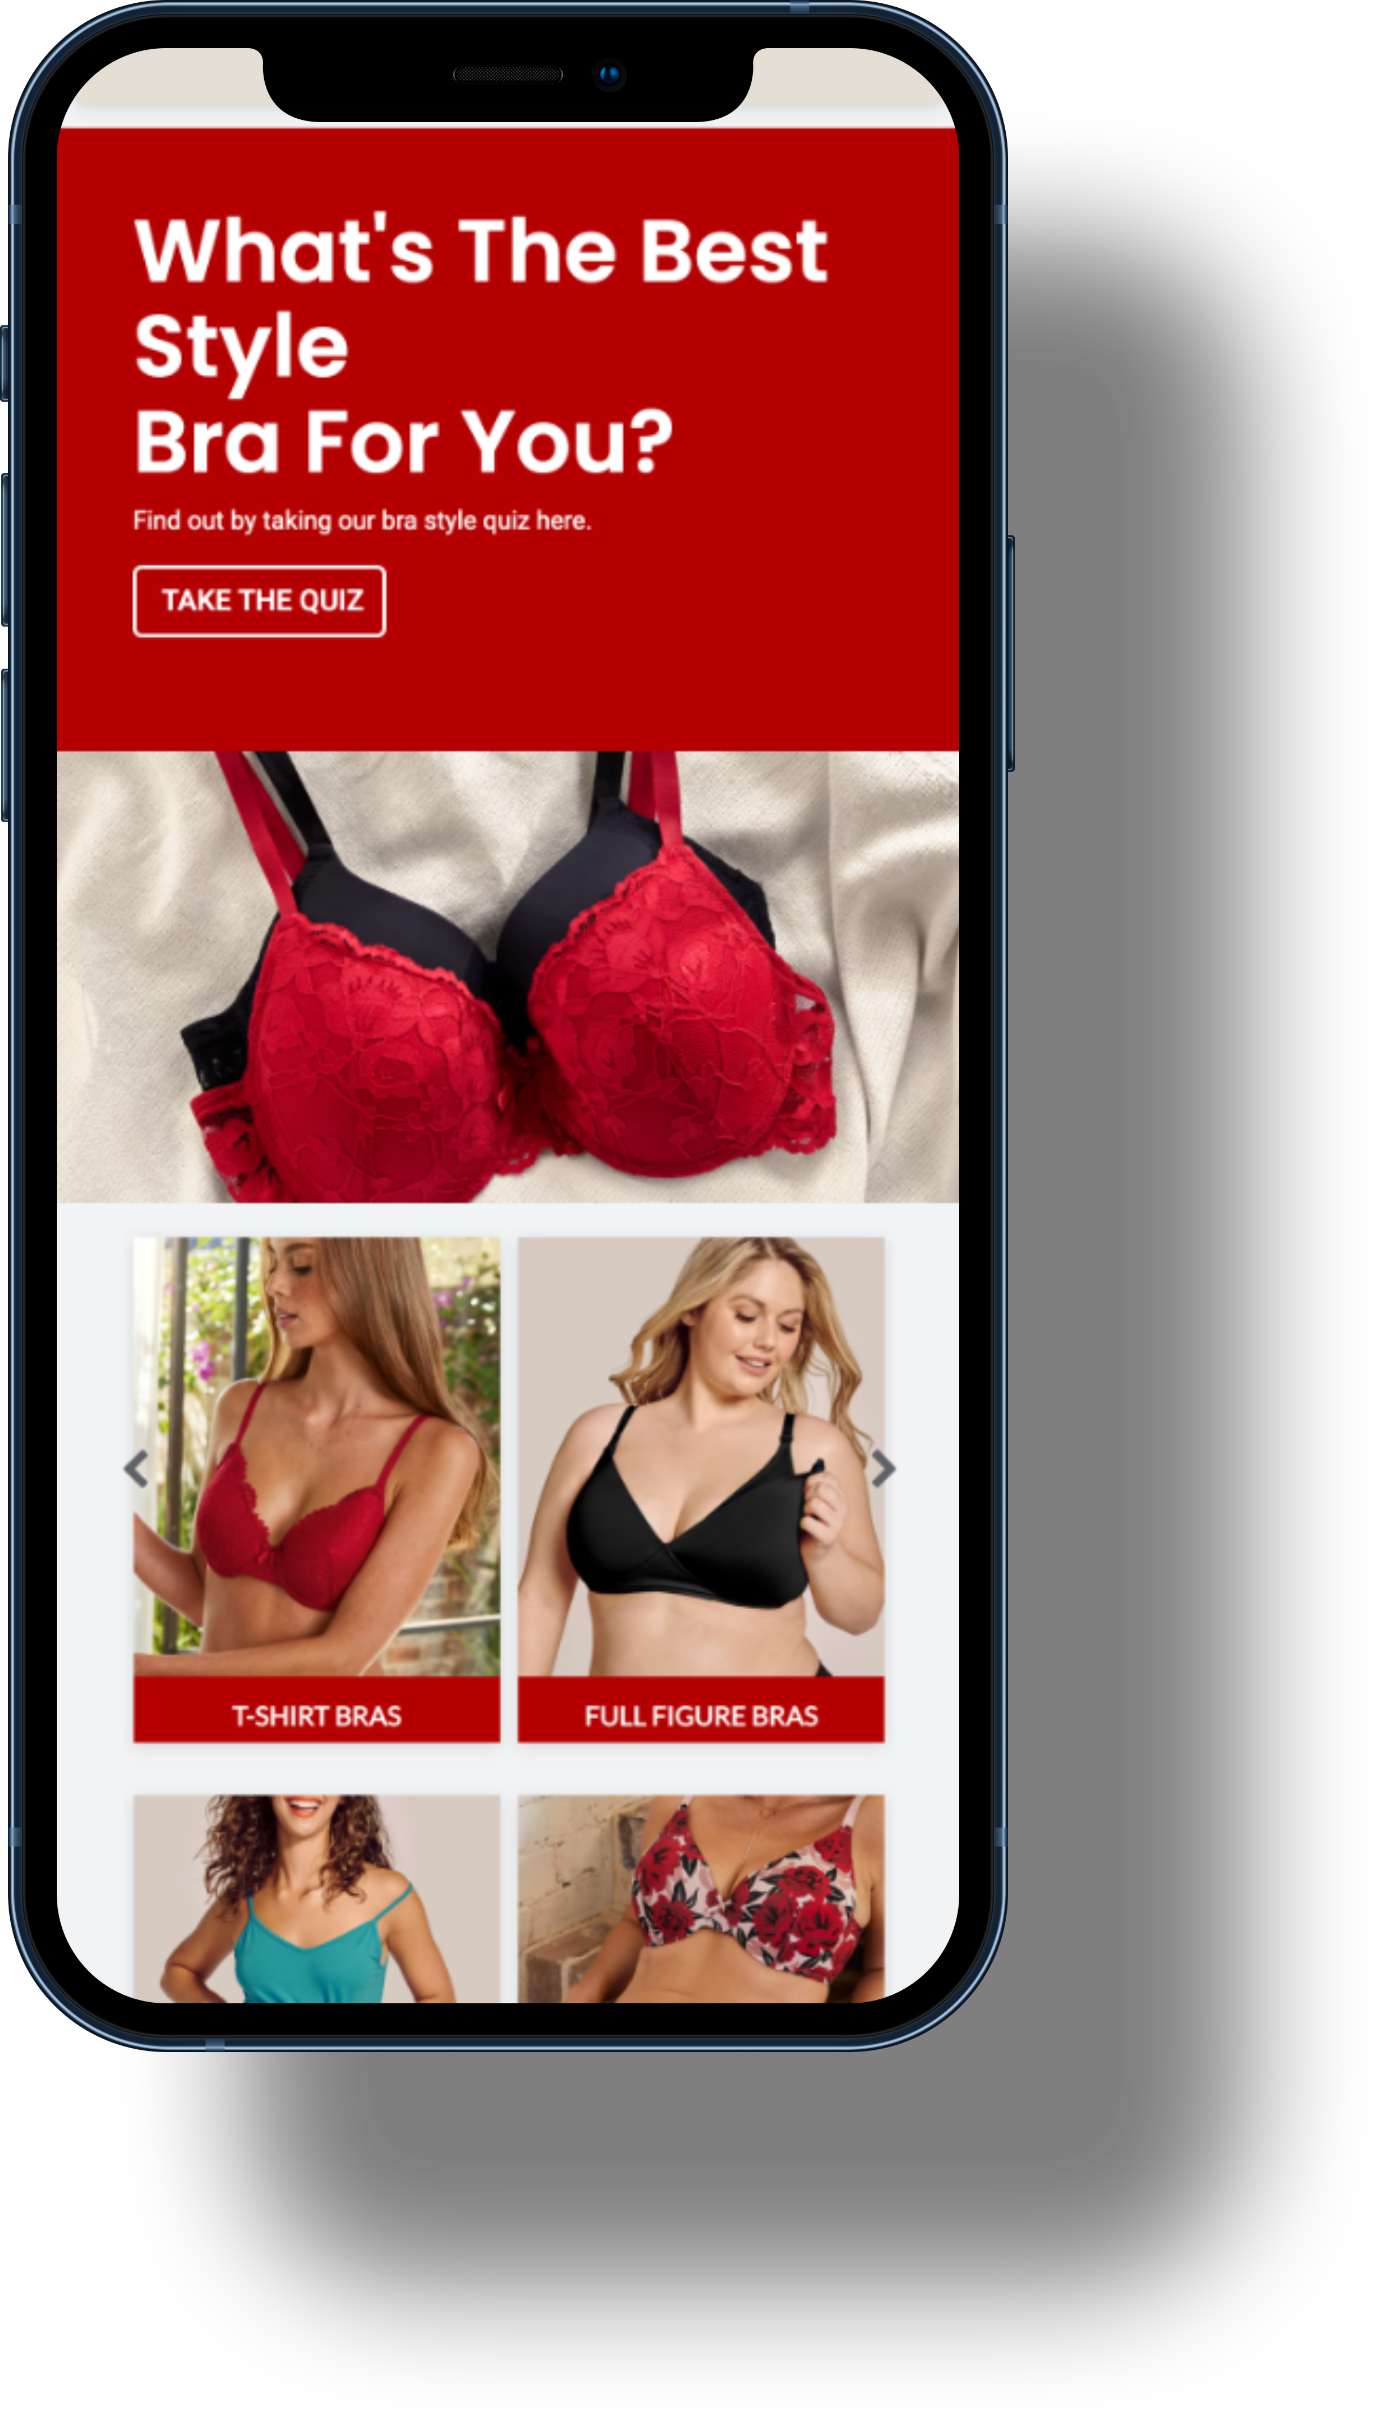 What's The Best
Style
Bra For You?
Find out by taking our bra style quiz here.
TAKE THE QUIZ
T-SHIRT BRAS
FULL FIGURE BRAS